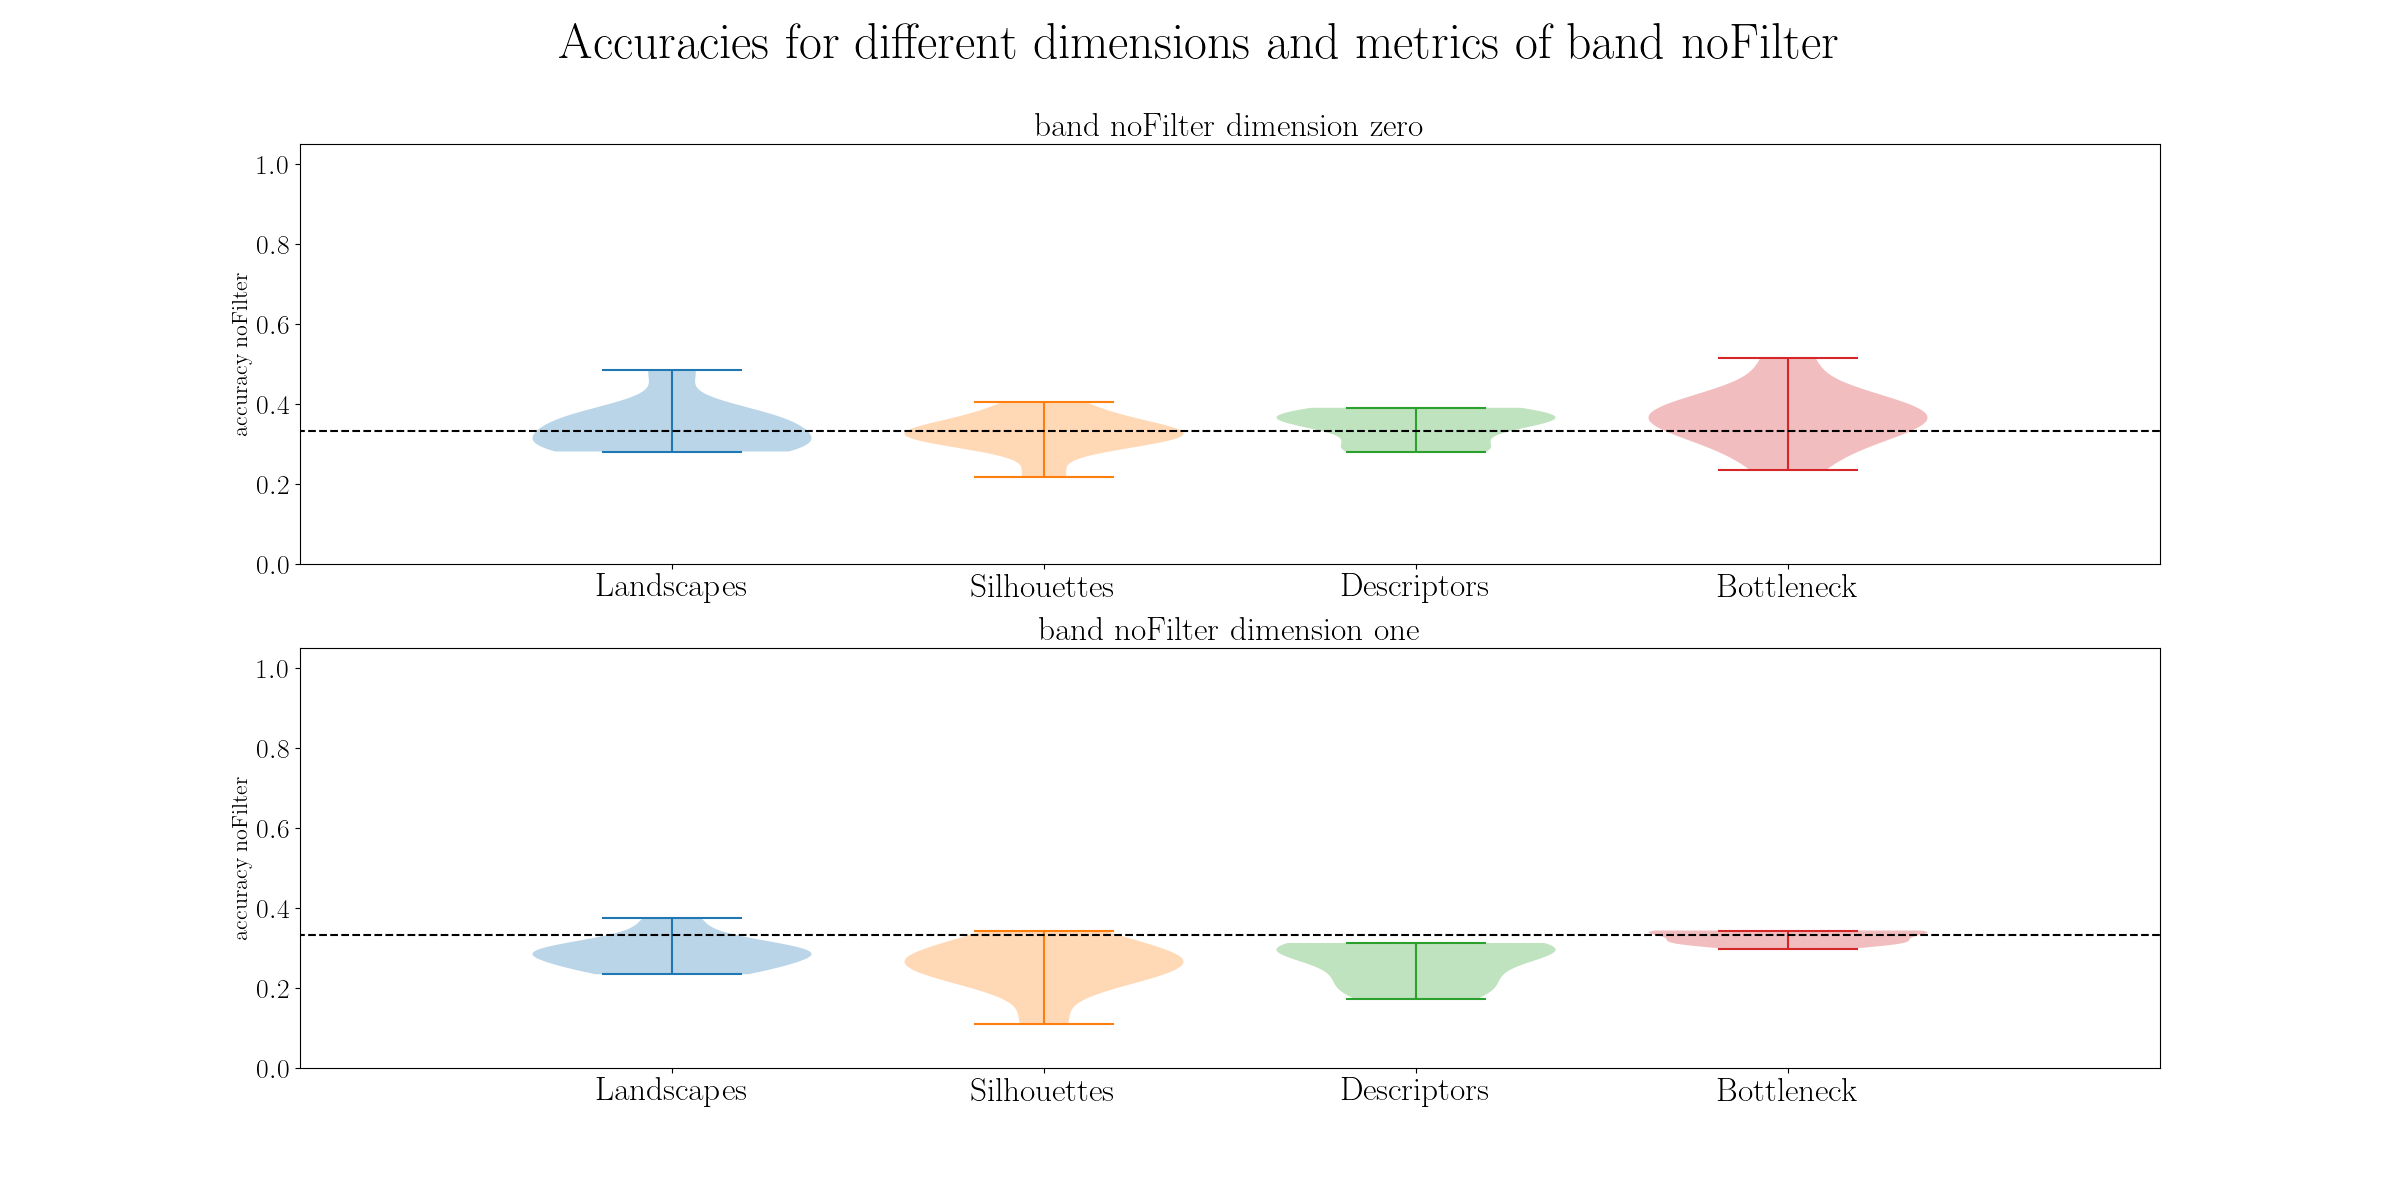 Accuracies for different dimensions and metrics of band noFilter
band noFilter dimension zero
accuracy noFilter
1.0
0.8
0.6
0.4
0.2
0.0
Landscapes Silhouettes Descriptors Bottleneck
band noFilter dimension one
accuracy noFilter
1.0
0.8
0.6
0.4
0.2
0.0
Landscapes Silhouettes Descriptors Bottleneck